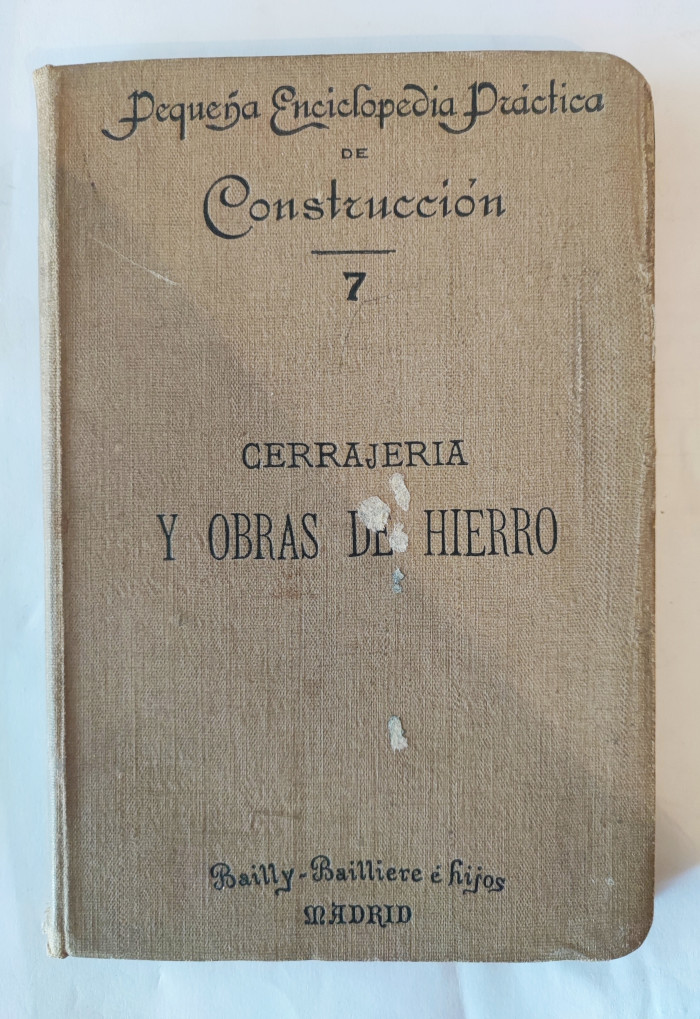 Pequeña Enciclopedia Práctica
DE
Construcción
7
CERRAJERIA
Y OBRAS DE HIERRO
Bailly-Bailliere é hijos
MADRID